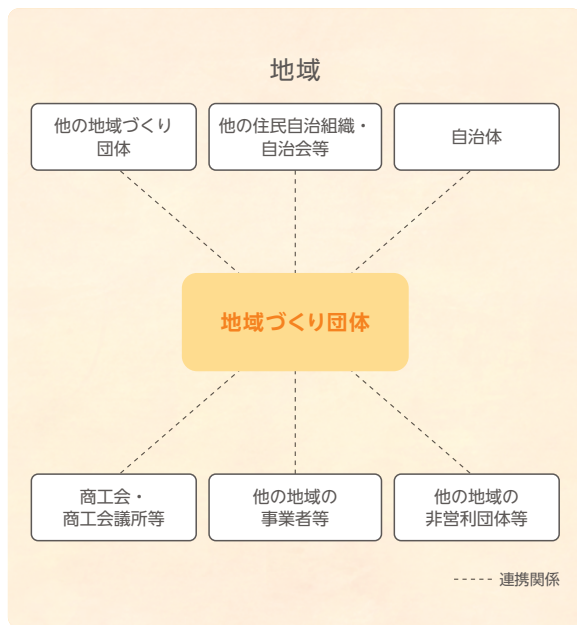 地域
他の地域づくり
団体
他の住民自治組織・
自治会等
自治体
地域づくり団体
商工会・
商工会議所等
他の地域の
事業者等
他の地域の
非営利団体等
連携関係